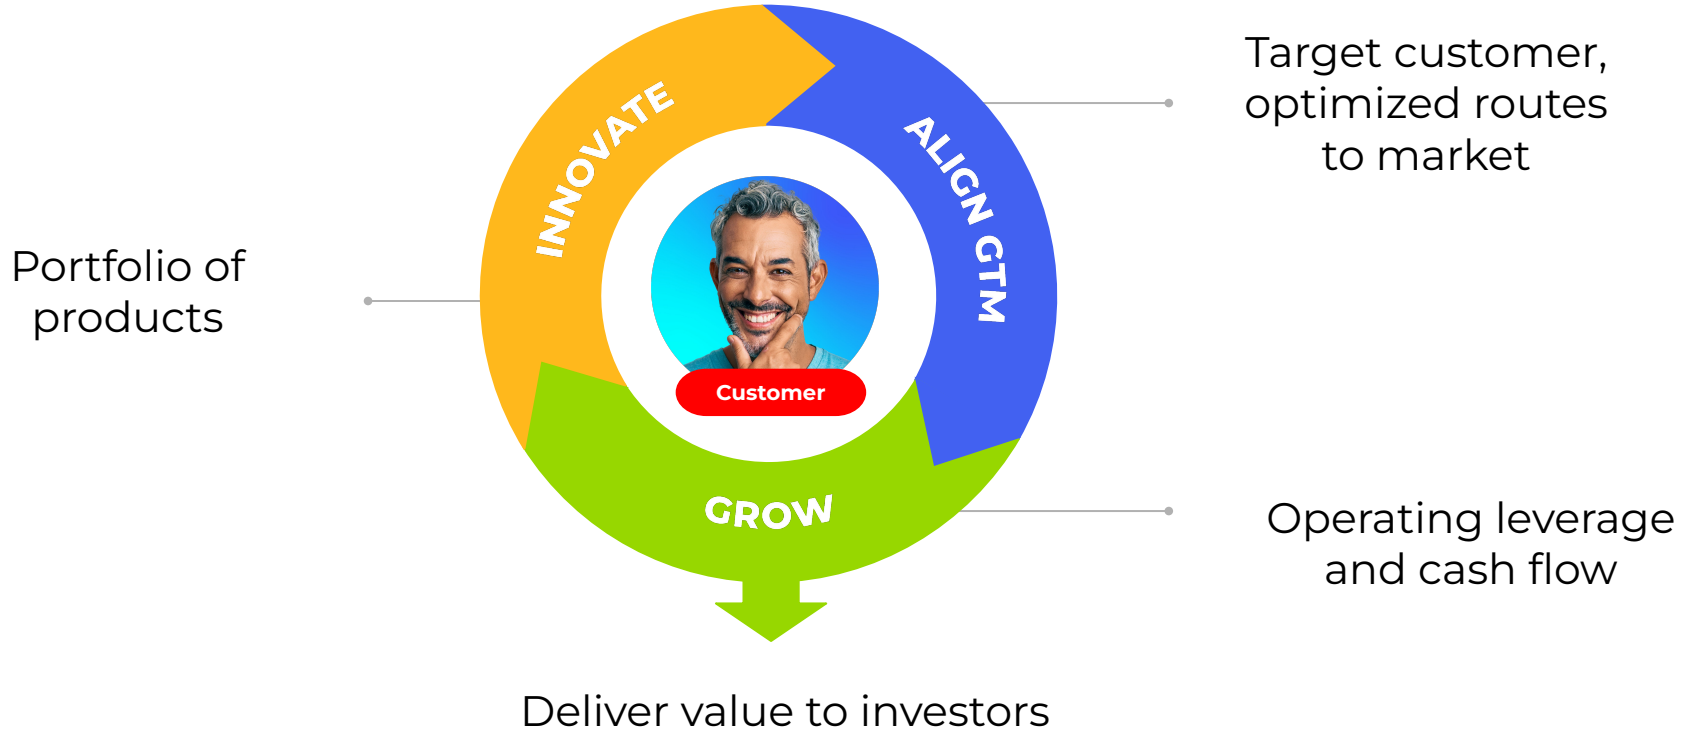 INNOVATE
ALIGN GTM
GROW
Customer
Target customer,
optimized routes
to market
Portfolio of
products
Operating leverage
and cash flow
Deliver value to investors